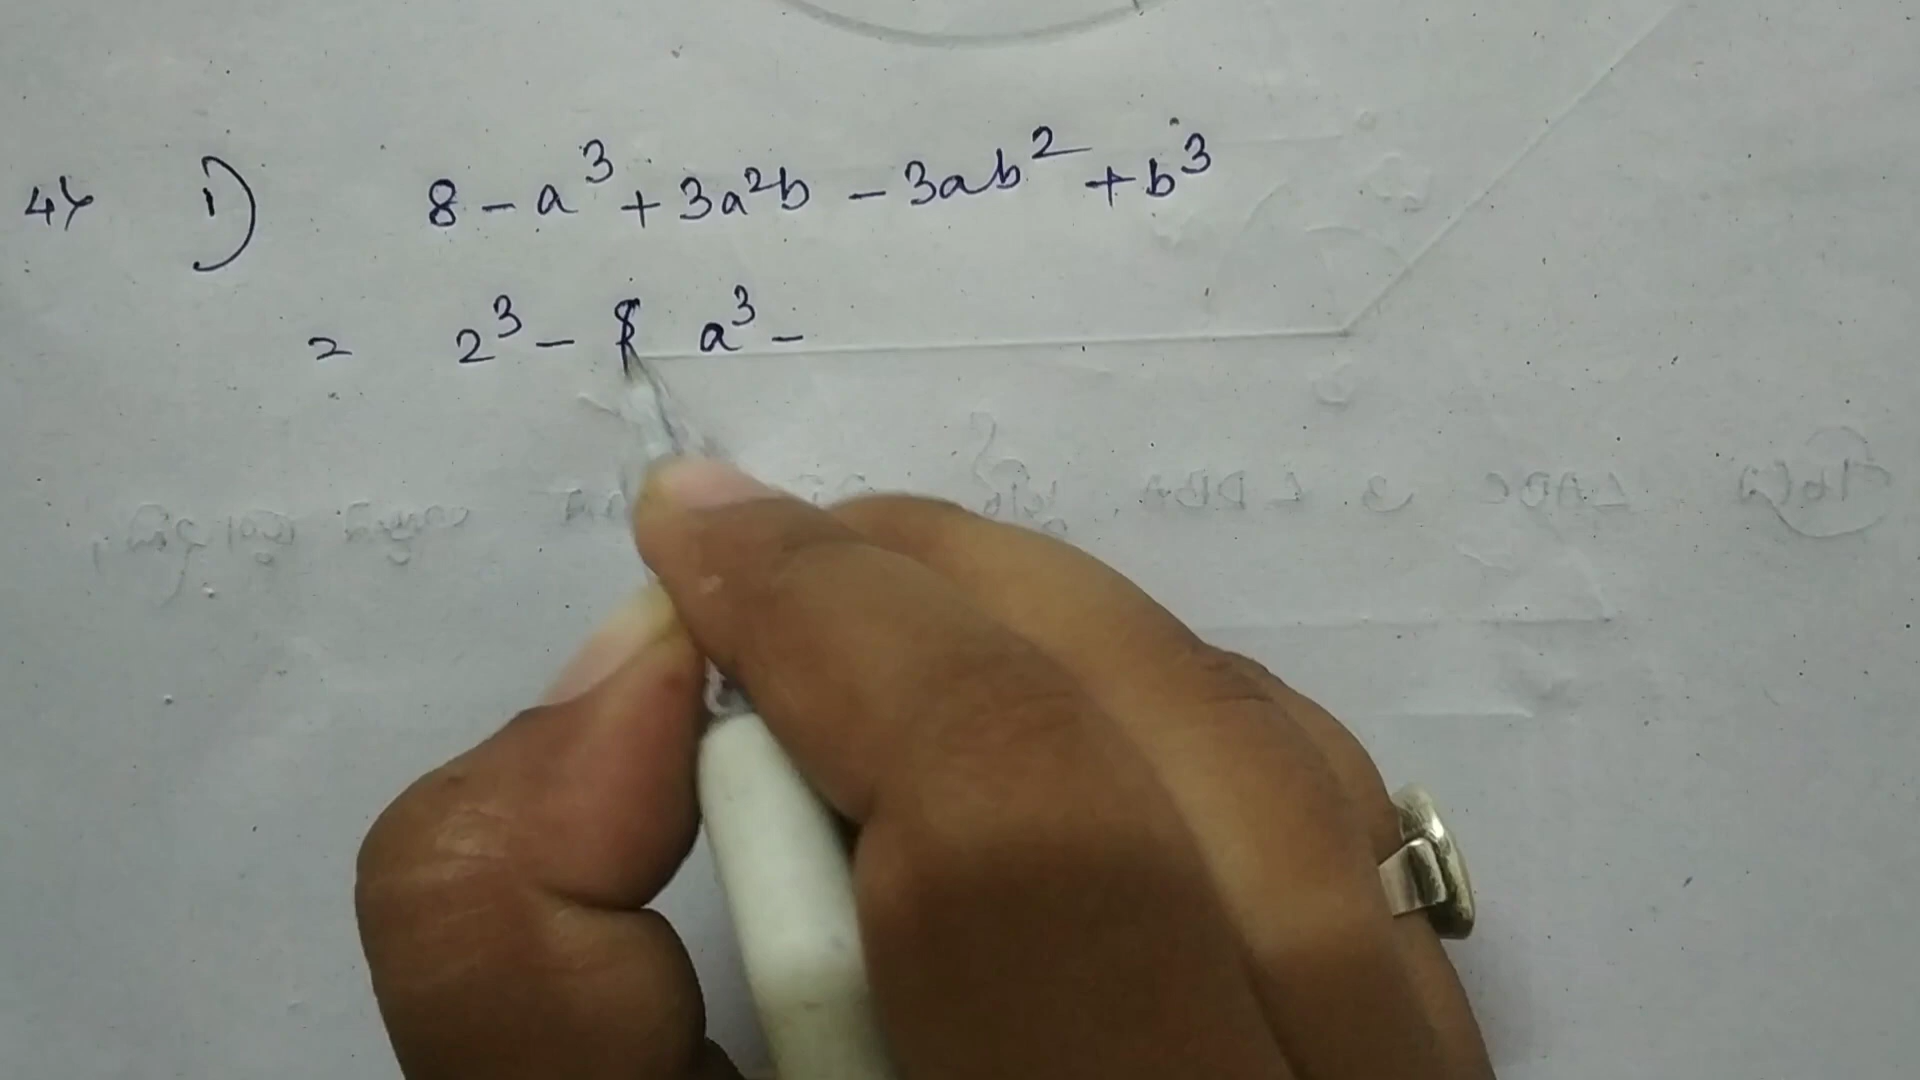 4) 1) 8 - a³ + 3a²b - 3ab² + b³
= 2³ - { a³ -